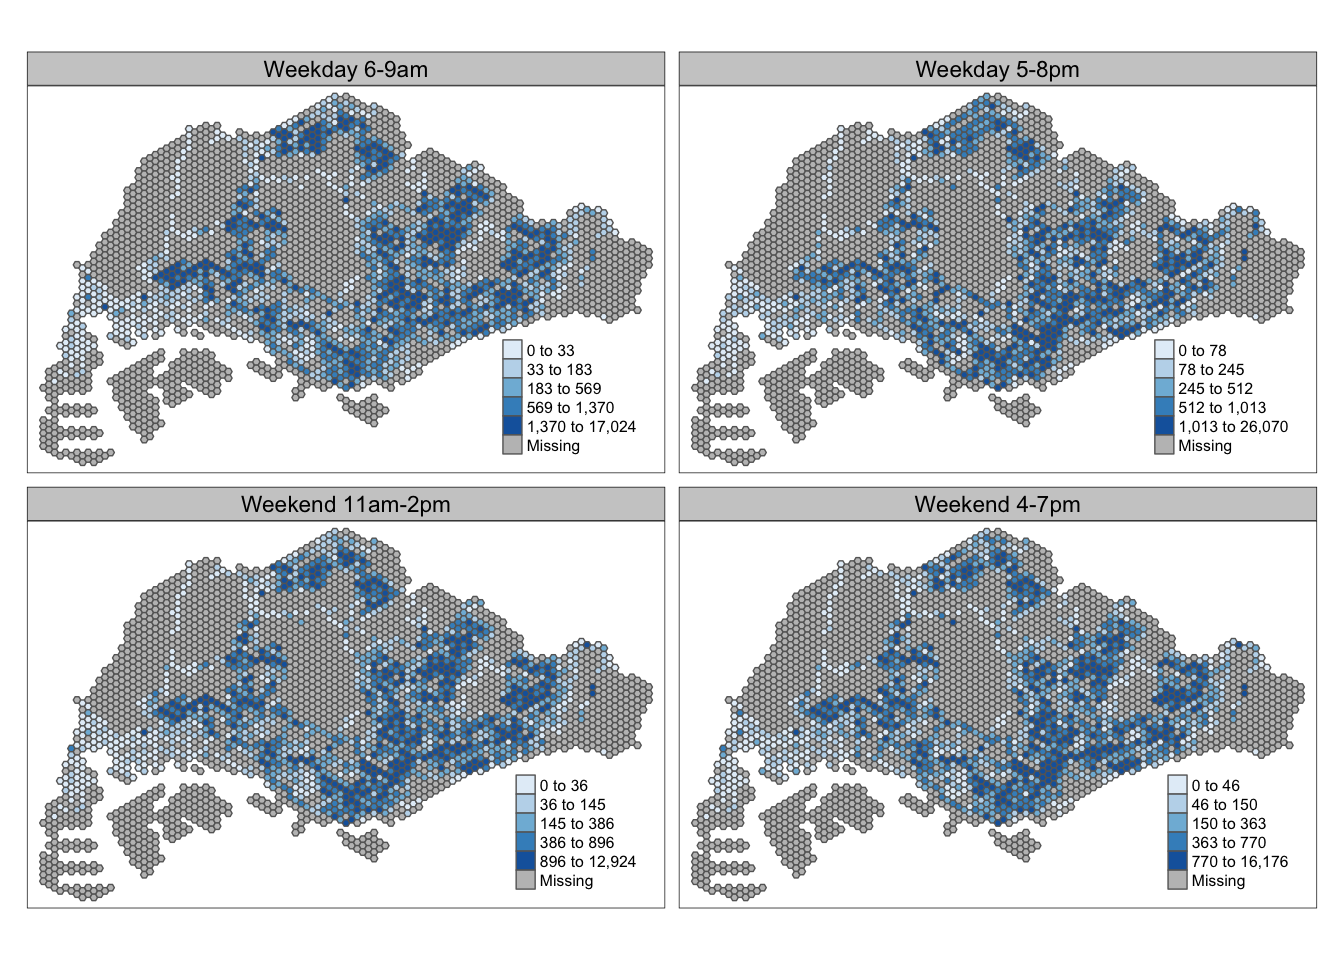 Weekday 6-9am
0 to 33
33 to 183
183 to 569
569 to 1,370
1,370 to 17,024
Missing
Weekday 5-8pm
0 to 78
78 to 245
245 to 512
512 to 1,013
1,013 to 26,070
Missing
Weekend 11am-2pm
0 to 36
36 to 145
145 to 386
386 to 896
896 to 12,924
Missing
Weekend 4-7pm
0 to 46
46 to 150
150 to 363
363 to 770
770 to 16,176
Missing